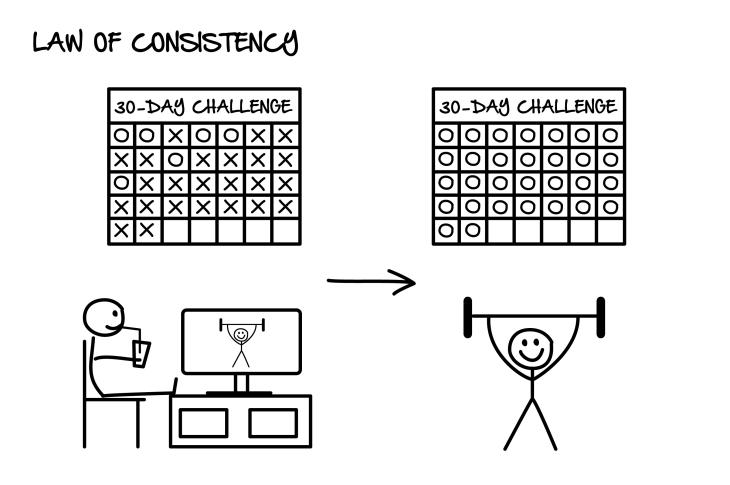 LAW OF CONSISTENCY
30-DAY CHALLENGE
O O X O O X X
X X O X X X X
O X X X X X X
X X X X X X X
X X
30-DAY CHALLENGE
O O O O O O O
O O O O O O O
O O O O O O O
O O O O O O O
O O